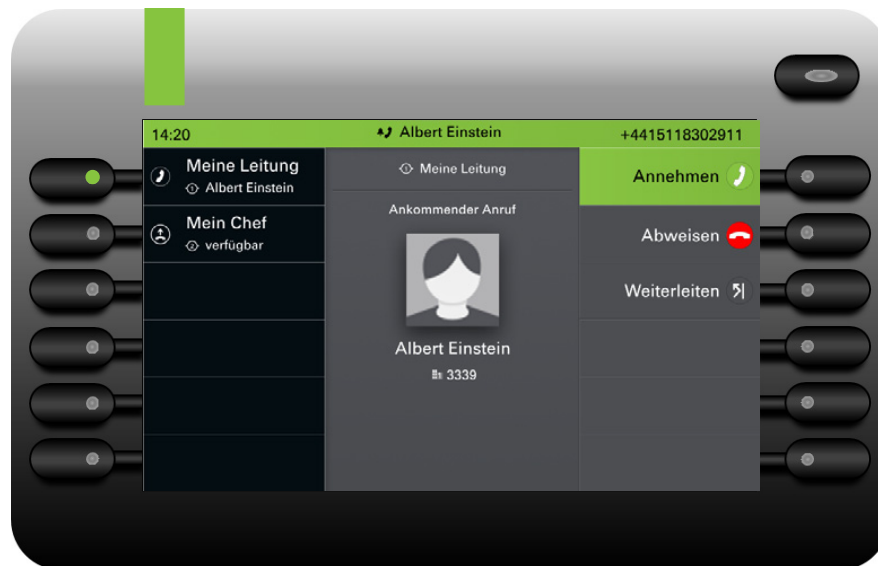 14:20
Albert Einstein
+4415118302911
Meine Leitung
Albert Einstein
Mein Chef
verfügbar
Meine Leitung
Ankommender Anruf
Albert Einstein
3339
Annehmen
Abweisen
Weiterleiten